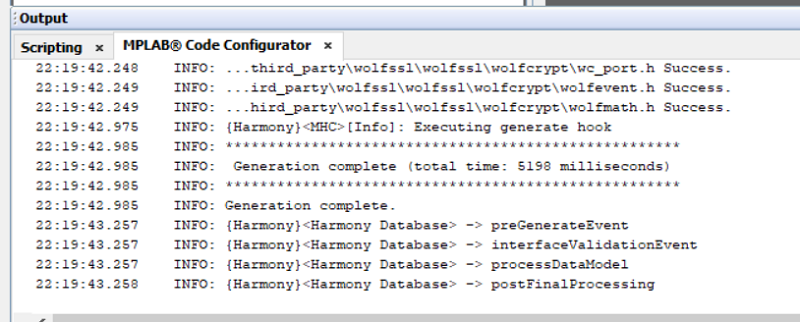 Output
Scripting × MPLAB® Code Configurator ×
22:19:42.248 INFO: ...third_party\wolfssl\wolfssl\wolfcrypt\wc_port.h Success.
22:19:42.249 INFO: ...ird_party\wolfssl\wolfssl\wolfcrypt\wolfevent.h Success.
22:19:42.249 INFO: ...hird_party\wolfssl\wolfssl\wolfcrypt\wolfmath.h Success.
22:19:42.975 INFO: {Harmony}<MHC>[Info]: Executing generate hook
22:19:42.985 INFO: ****************************************************
22:19:42.985 INFO: Generation complete (total time: 5198 milliseconds)
22:19:42.985 INFO: ****************************************************
22:19:42.985 INFO: Generation complete.
22:19:43.257 INFO: {Harmony}<Harmony Database> -> preGenerateEvent
22:19:43.257 INFO: {Harmony}<Harmony Database> -> interfaceValidationEvent
22:19:43.257 INFO: {Harmony}<Harmony Database> -> processDataModel
22:19:43.258 INFO: {Harmony}<Harmony Database> -> postFinalProcessing